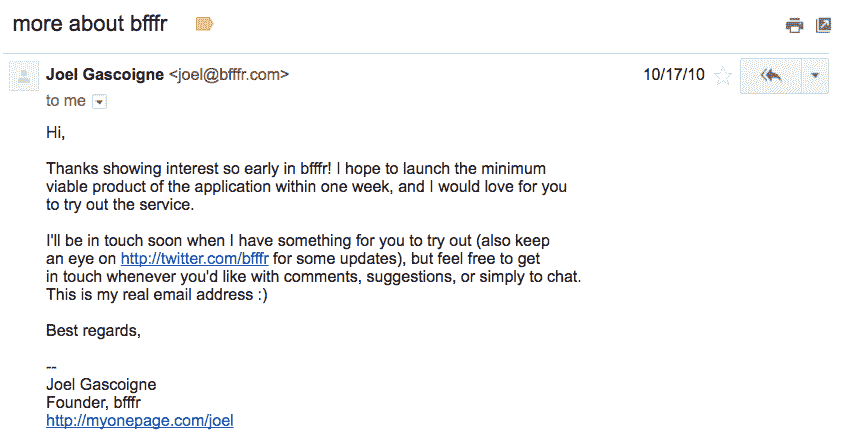 more about bfffr
Joel Gascoigne <joel@bfffr.com> 10/17/10
to me
Hi,
Thanks showing interest so early in bfffr! I hope to launch the minimum
viable product of the application within one week, and I would love for you
to try out the service.
I'll be in touch soon when I have something for you to try out (also keep
an eye on http://twitter.com/bfffr for some updates), but feel free to get
in touch whenever you'd like with comments, suggestions, or simply to chat.
This is my real email address :)
Best regards,
--
Joel Gascoigne
Founder, bfffr
http://myonepage.com/joel